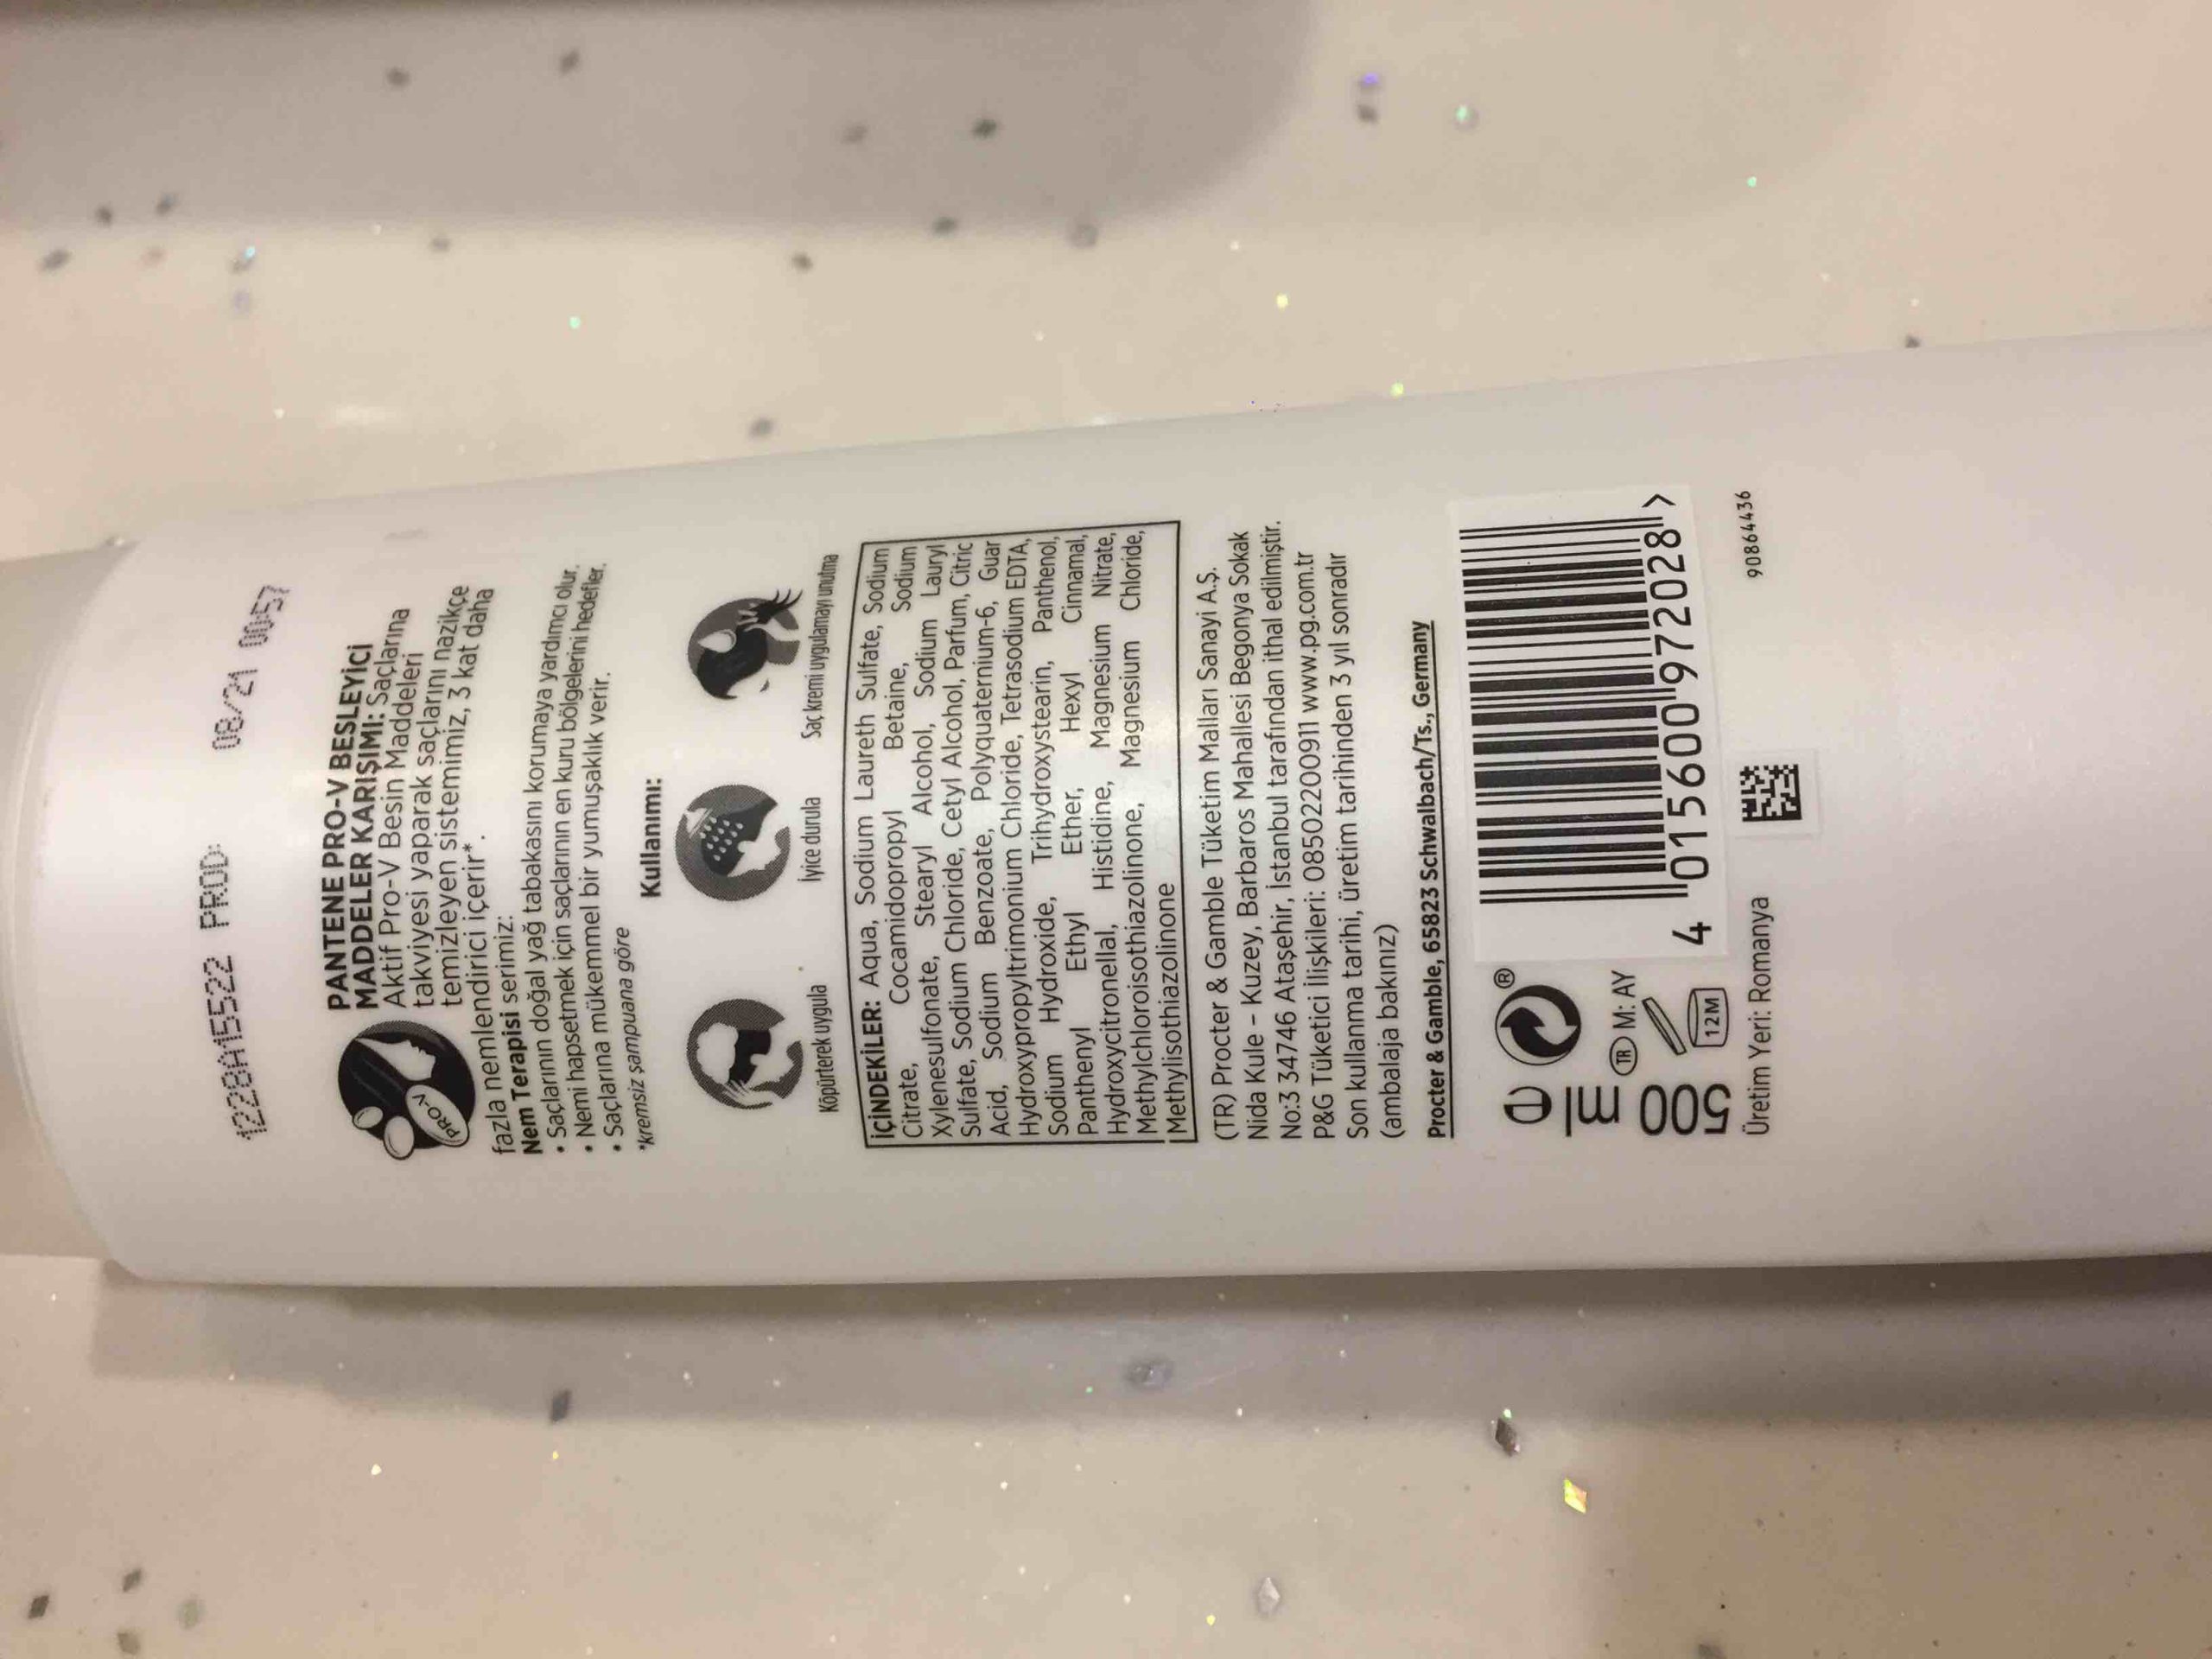 1228A15522 PROD: 08/21 00:57
PANTENE PRO-V BESLEYİCİ
MADDELER KARIŞIMI: Saçlarına
Aktif Pro-V Besin Maddeleri
takviyesi yaparak saçlarını nazikçe
temizleyen sistemimiz, 3 kat daha
fazla nemlendirici içerir*.
PRO-V
Nem Terapisi serimiz:
• Saçlarının doğal yağ tabakasını korumaya yardımcı olur.
• Nemi hapsetmek için saçlarının en kuru bölgelerini hedefler.
• Saçlarına mükemmel bir yumuşaklık verir.
*kremsiz şampuana göre
Kullanımı:
Köpürterek uygula İyice durula Saç kremi uygulamayı unutma
İÇİNDEKİLER: Aqua, Sodium Laureth Sulfate, Sodium
Citrate, Cocamidopropyl Betaine, Sodium
Xylenesulfonate, Stearyl Alcohol, Sodium Lauryl
Sulfate, Sodium Chloride, Cetyl Alcohol, Parfum, Citric
Acid, Sodium Benzoate, Polyquaternium-6, Guar
Hydroxypropyltrimonium Chloride, Tetrasodium EDTA,
Sodium Hydroxide, Trihydroxystearin, Panthenol,
Panthenyl Ethyl Ether, Hexyl Cinnamal,
Hydroxycitronellal, Histidine, Magnesium Nitrate,
Methylchloroisothiazolinone, Magnesium Chloride,
Methylisothiazolinone
(TR) Procter & Gamble Tüketim Malları Sanayi A.Ş.
Nida Kule - Kuzey, Barbaros Mahallesi Begonya Sokak
No:3 34746 Ataşehir, İstanbul tarafından ithal edilmiştir.
P&G Tüketici İlişkileri: 08502200911 www.pg.com.tr
Son kullanma tarihi, üretim tarihinden 3 yıl sonradır
(ambalaja bakınız)
Procter & Gamble, 65823 Schwalbach/Ts., Germany
®
TR M: AY
12M
500 ml e
4 015600 972028 >
Üretim Yeri: Romanya
90864436